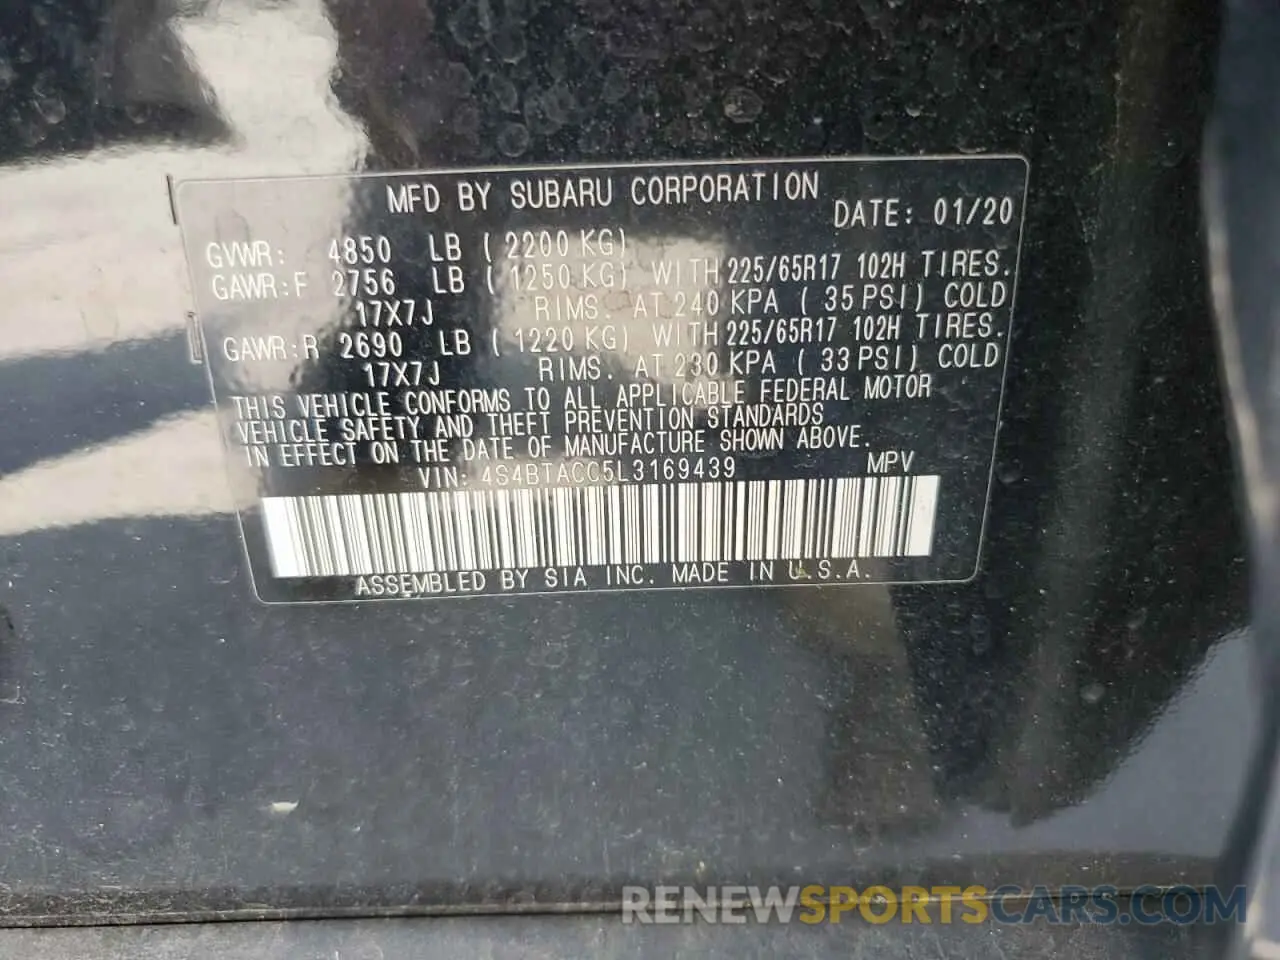 MFD BY SUBARU CORPORATION
DATE: 01/20
GVWR: 4850 LB (2200 KG)
GAWR:F 2756 LB (1250 KG) WITH 225/65R17 102H TIRES.
17X7J RIMS. AT 240 KPA (35 PSI) COLD
GAWR:R 2690 LB (1220 KG) WITH 225/65R17 102H TIRES.
17X7J RIMS. AT 230 KPA (33 PSI) COLD
THIS VEHICLE CONFORMS TO ALL APPLICABLE FEDERAL MOTOR
VEHICLE SAFETY AND THEFT PREVENTION STANDARDS
IN EFFECT ON THE DATE OF MANUFACTURE SHOWN ABOVE.
VIN: 4S4BTACC5L3169439 MPV
ASSEMBLED BY SIA INC. MADE IN U.S.A.
RENEWSPORTSCARS.COM